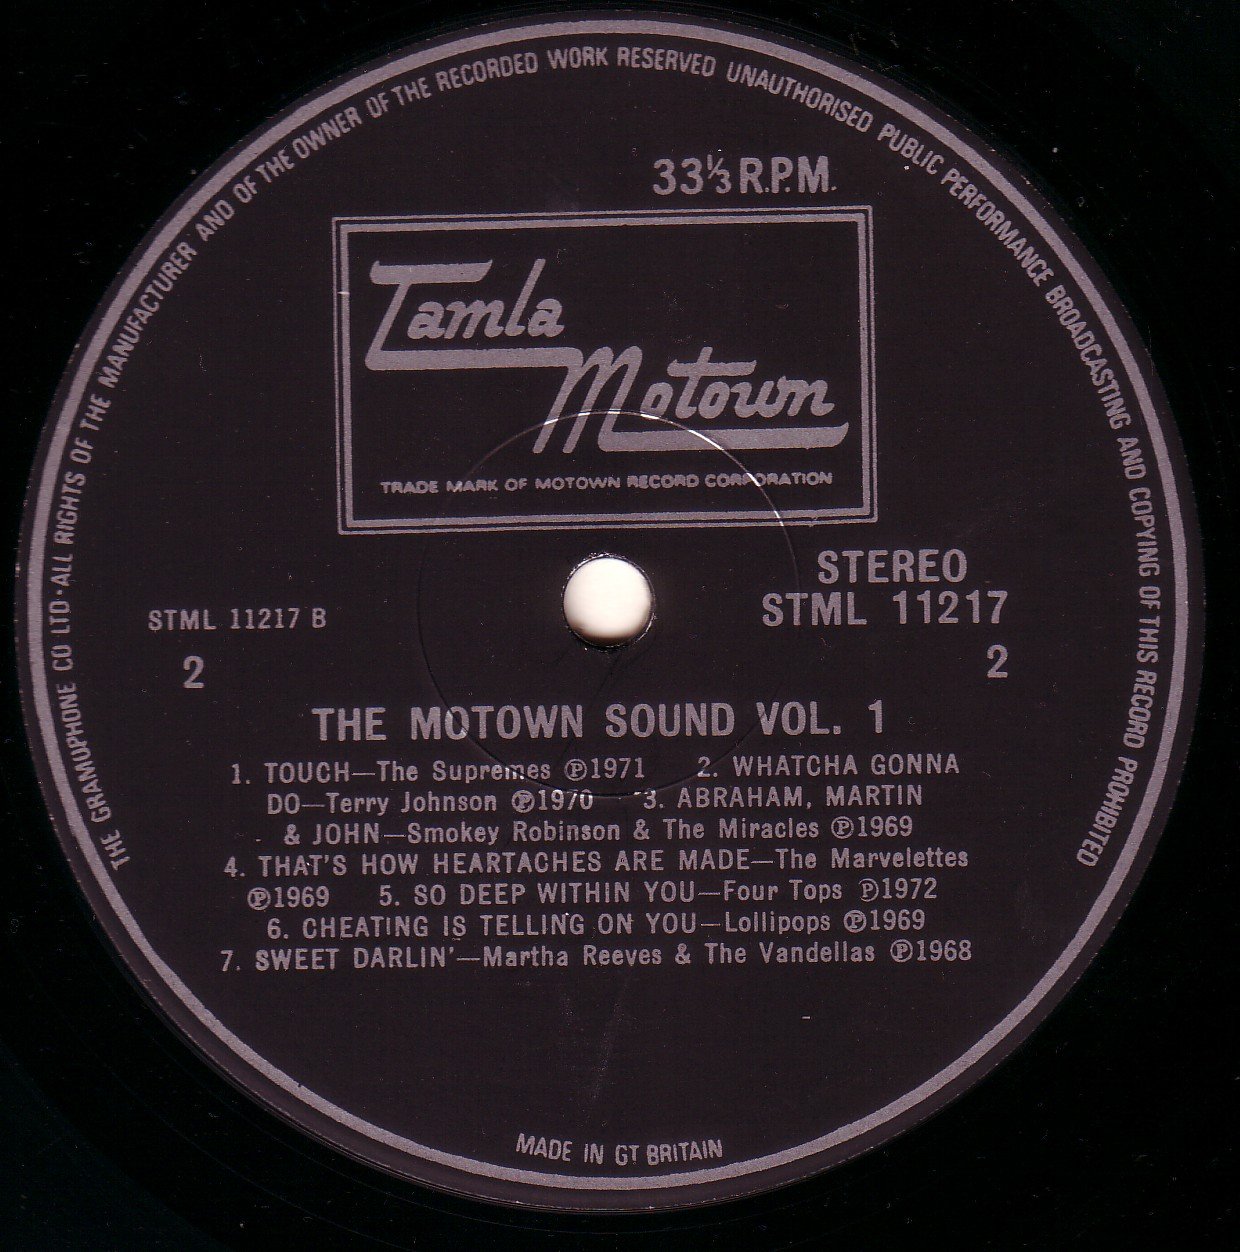 THE GRAMOPHONE CO LTD · ALL RIGHTS OF THE MANUFACTURER AND OF THE OWNER OF THE RECORDED WORK RESERVED UNAUTHORISED PUBLIC PERFORMANCE BROADCASTING AND COPYING OF THIS RECORD PROHIBITED
33⅓ R.P.M.
Tamla
Motown
TRADE MARK OF MOTOWN RECORD CORPORATION
STEREO
STML 11217 B
STML 11217
2
2
THE MOTOWN SOUND VOL. 1
1. TOUCH—The Supremes ℗1971 2. WHATCHA GONNA
DO—Terry Johnson ℗1970 3. ABRAHAM, MARTIN
& JOHN—Smokey Robinson & The Miracles ℗1969
4. THAT'S HOW HEARTACHES ARE MADE—The Marvelettes
℗1969 5. SO DEEP WITHIN YOU—Four Tops ℗1972
6. CHEATING IS TELLING ON YOU—Lollipops ℗1969
7. SWEET DARLIN'—Martha Reeves & The Vandellas ℗1968
MADE IN GT BRITAIN